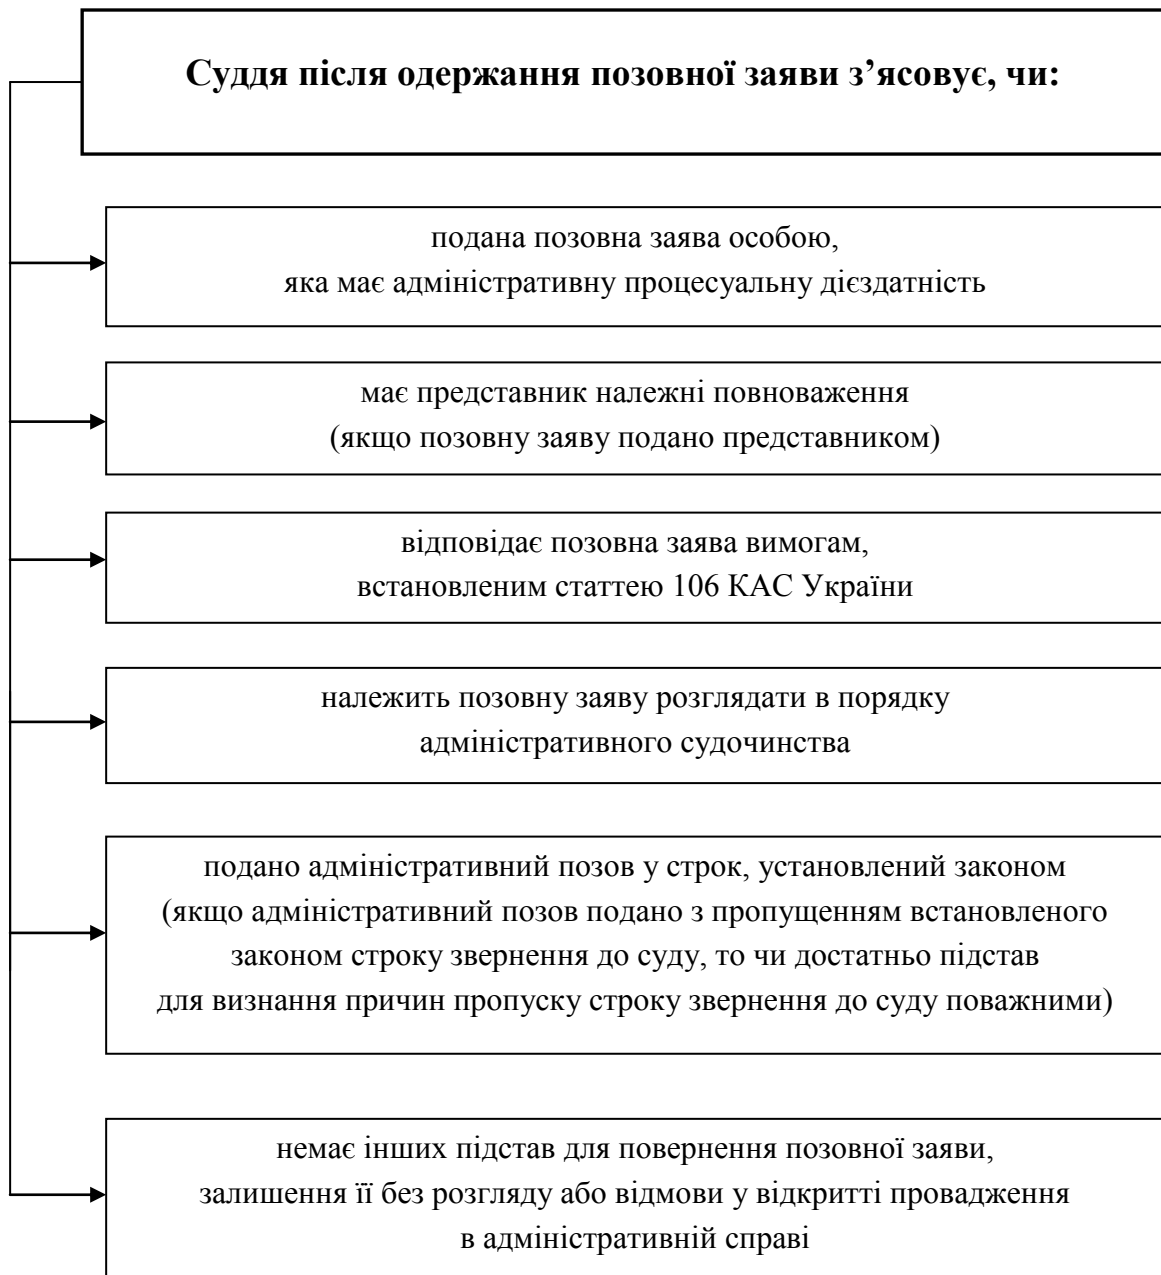 Суддя після одержання позовної заяви з’ясовує, чи:
подана позовна заява особою,
яка має адміністративну процесуальну дієздатність
має представник належні повноваження
(якщо позовну заяву подано представником)
відповідає позовна заява вимогам,
встановленим статтею 106 КАС України
належить позовну заяву розглядати в порядку
адміністративного судочинства
подано адміністративний позов у строк, установлений законом
(якщо адміністративний позов подано з пропущенням встановленого
законом строку звернення до суду, то чи достатньо підстав
для визнання причин пропуску строку звернення до суду поважними)
немає інших підстав для повернення позовної заяви,
залишення її без розгляду або відмови у відкритті провадження
в адміністративній справі